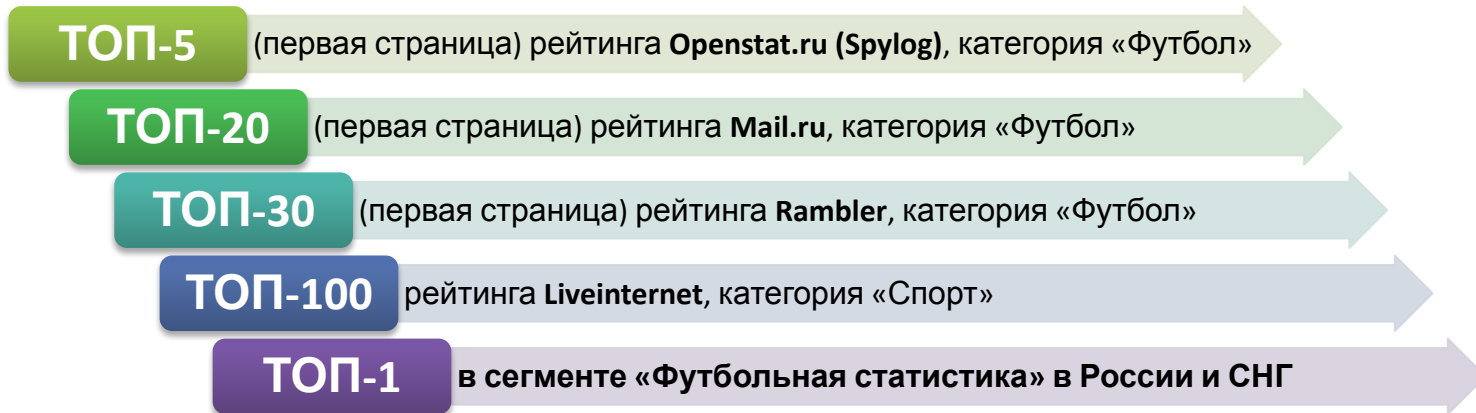 ТОП-5 (первая страница) рейтинга Openstat.ru (Spylog), категория «Футбол»
ТОП-20 (первая страница) рейтинга Mail.ru, категория «Футбол»
ТОП-30 (первая страница) рейтинга Rambler, категория «Футбол»
ТОП-100 рейтинга Liveinternet, категория «Спорт»
ТОП-1 в сегменте «Футбольная статистика» в России и СНГ